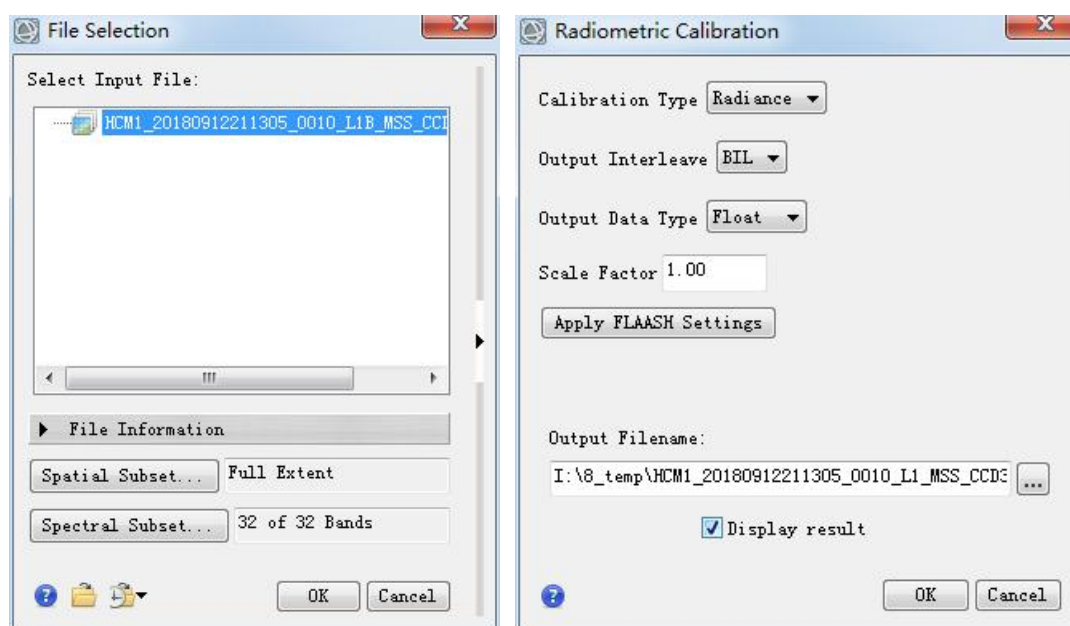 File Selection
Select Input File:
HCM1_20180912211305_0010_L1B_MSS_CCD
File Information
Spatial Subset... Full Extent
Spectral Subset... 32 of 32 Bands
OK Cancel
Radiometric Calibration
Calibration Type Radiance
Output Interleave BIL
Output Data Type Float
Scale Factor 1.00
Apply FLAASH Settings
Output Filename:
I:\8_temp\HCM1_20180912211305_0010_L1_MSS_CCD3 ...
Display result
OK Cancel